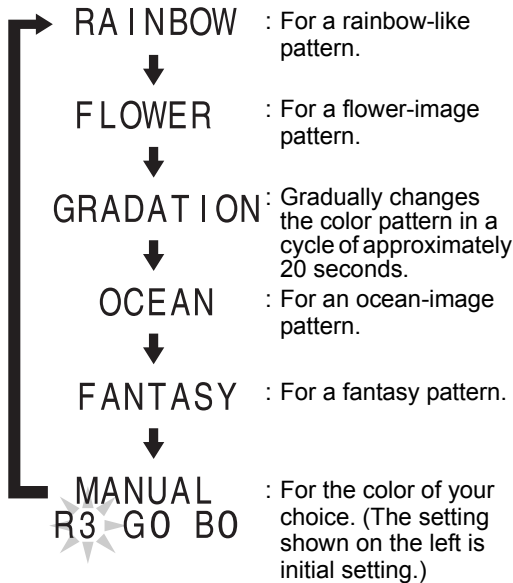 RAINBOW : For a rainbow-like
pattern.
FLOWER : For a flower-image
pattern.
GRADATION : Gradually changes
the color pattern in a
cycle of approximately
20 seconds.
OCEAN : For an ocean-image
pattern.
FANTASY : For a fantasy pattern.
MANUAL : For the color of your
R3 G0 B0 choice. (The setting
shown on the left is
initial setting.)